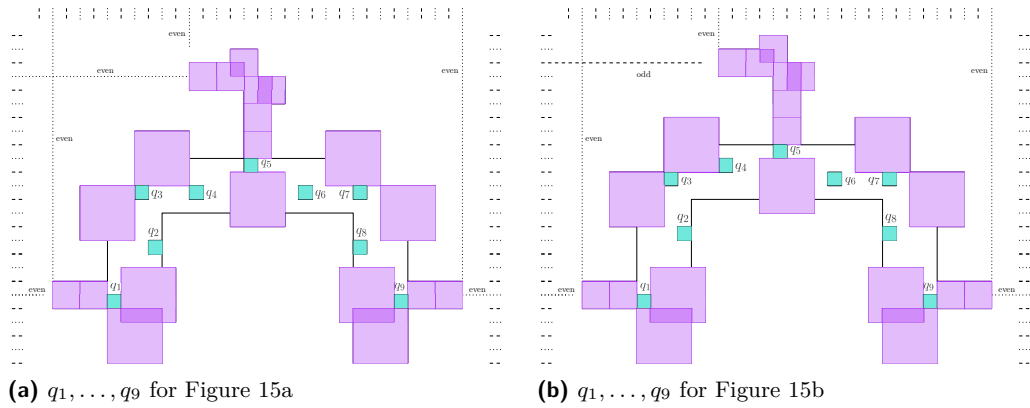 even
even
even
even
even
even
q₅
q₃
q₄
q₆
q₇
q₂
q₈
q₁
q₉
(a) q₁, …, q₉ for Figure 15a
even
odd
even
even
even
even
q₅
q₄
q₃
q₆
q₇
q₂
q₈
q₁
q₉
(b) q₁, …, q₉ for Figure 15b